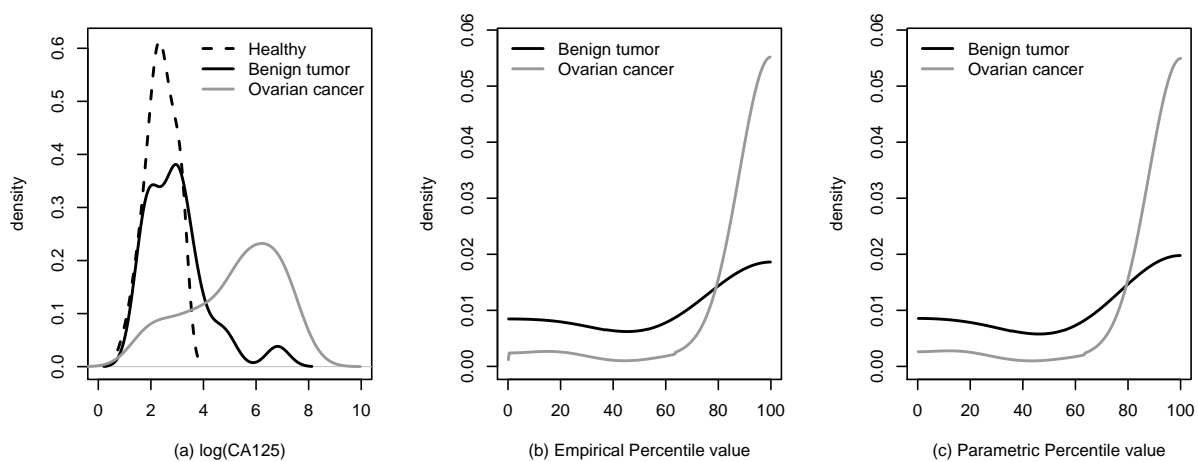 Healthy
Benign tumor
Ovarian cancer
density
0.0
0.1
0.2
0.3
0.4
0.5
0.6
0 2 4 6 8 10
(a) log(CA125)
Benign tumor
Ovarian cancer
density
0.00
0.01
0.02
0.03
0.04
0.05
0.06
0 20 40 60 80 100
(b) Empirical Percentile value
Benign tumor
Ovarian cancer
density
0.00
0.01
0.02
0.03
0.04
0.05
0.06
0 20 40 60 80 100
(c) Parametric Percentile value